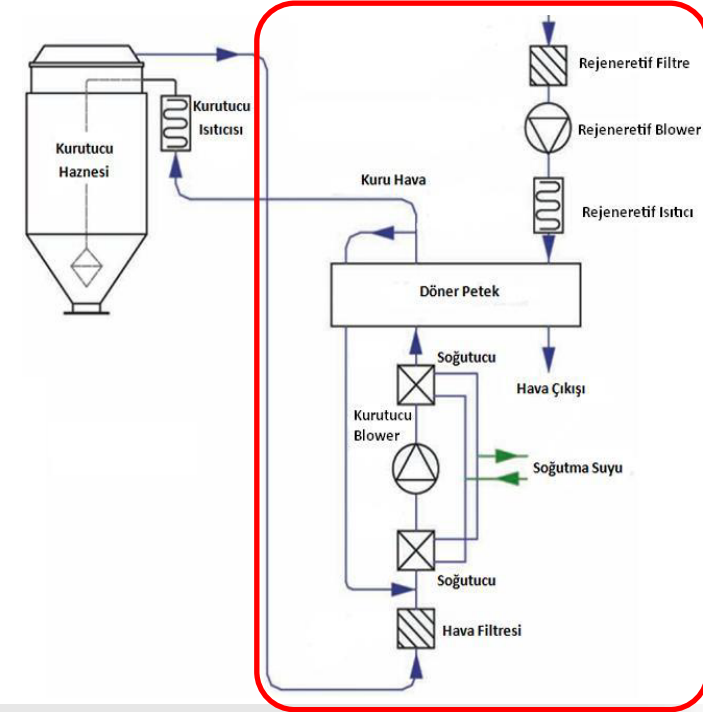 Rejeneretif Filtre
Kurutucu
Isıtıcısı
Rejeneretif Blower
Kurutucu
Haznesi
Kuru Hava
Rejeneretif Isıtıcı
Döner Petek
Soğutucu
Hava Çıkışı
Kurutucu
Blower
Soğutma Suyu
Soğutucu
Hava Filtresi